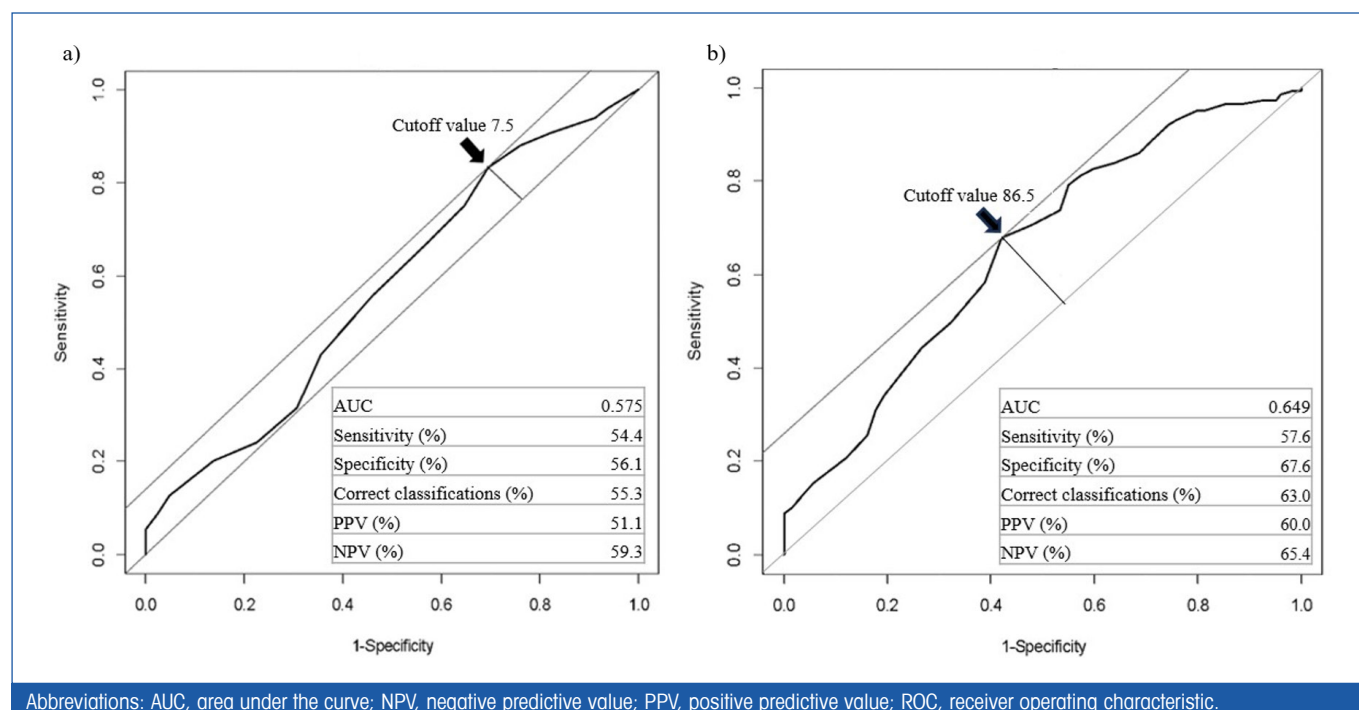 a)
Cutoff value 7.5
Sensitivity
1.0
0.8
0.6
0.4
0.2
0.0
AUC 0.575
Sensitivity (%) 54.4
Specificity (%) 56.1
Correct classifications (%) 55.3
PPV (%) 51.1
NPV (%) 59.3
0.0 0.2 0.4 0.6 0.8 1.0
1-Specificity
b)
Cutoff value 86.5
Sensitivity
1.0
0.8
0.6
0.4
0.2
0.0
AUC 0.649
Sensitivity (%) 57.6
Specificity (%) 67.6
Correct classifications (%) 63.0
PPV (%) 60.0
NPV (%) 65.4
0.0 0.2 0.4 0.6 0.8 1.0
1-Specificity
Abbreviations: AUC, area under the curve; NPV, negative predictive value; PPV, positive predictive value; ROC, receiver operating characteristic.